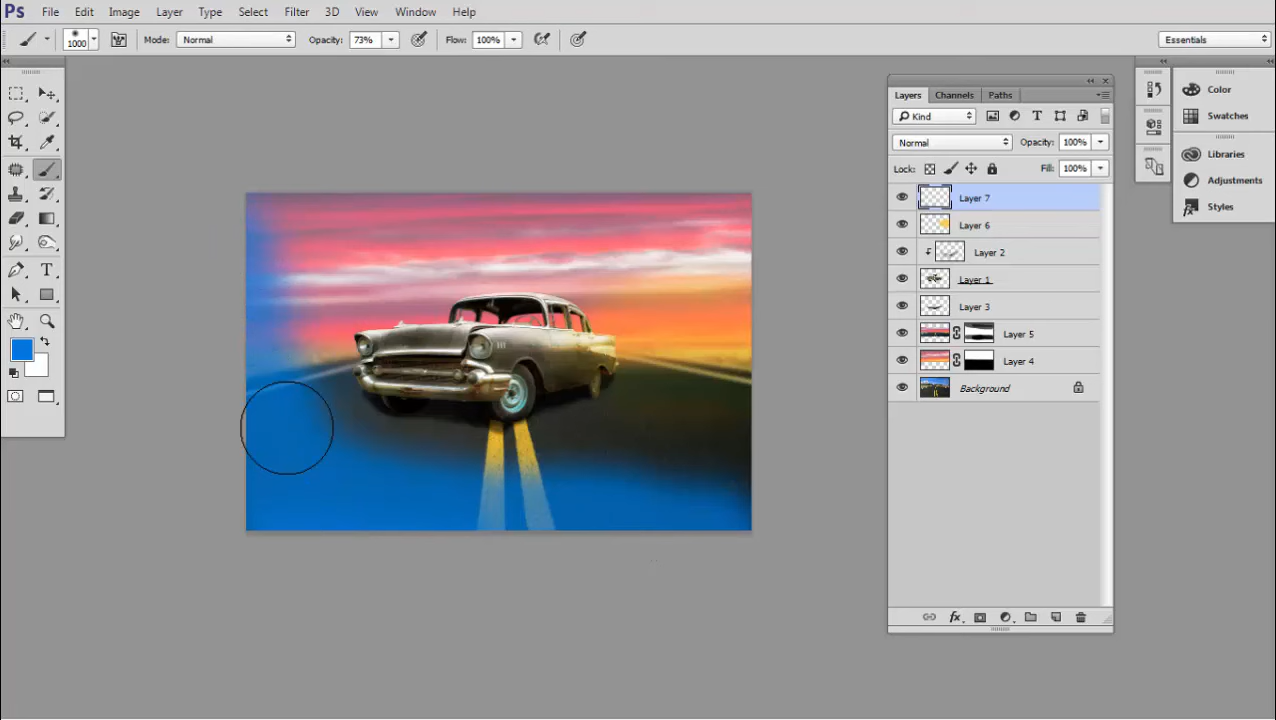 Ps File Edit Image Layer Type Select Filter 3D View Window Help
1000 Mode: Normal Opacity: 73% Flow: 100% Essentials
Layers Channels Paths
Kind
Normal Opacity: 100%
Lock: Fill: 100%
Layer 7
Layer 6
Layer 2
Layer 1
Layer 3
Layer 5
Layer 4
Background
fx
Color
Swatches
Libraries
Adjustments
Styles